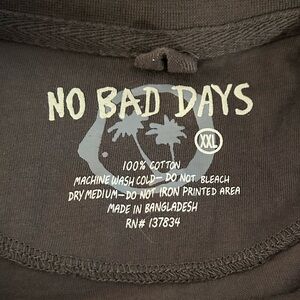 NO BAD DAYS
XXL
100% COTTON
MACHINE WASH COLD–DO NOT BLEACH
DRY MEDIUM–DO NOT IRON PRINTED AREA
MADE IN BANGLADESH
RN# 137834